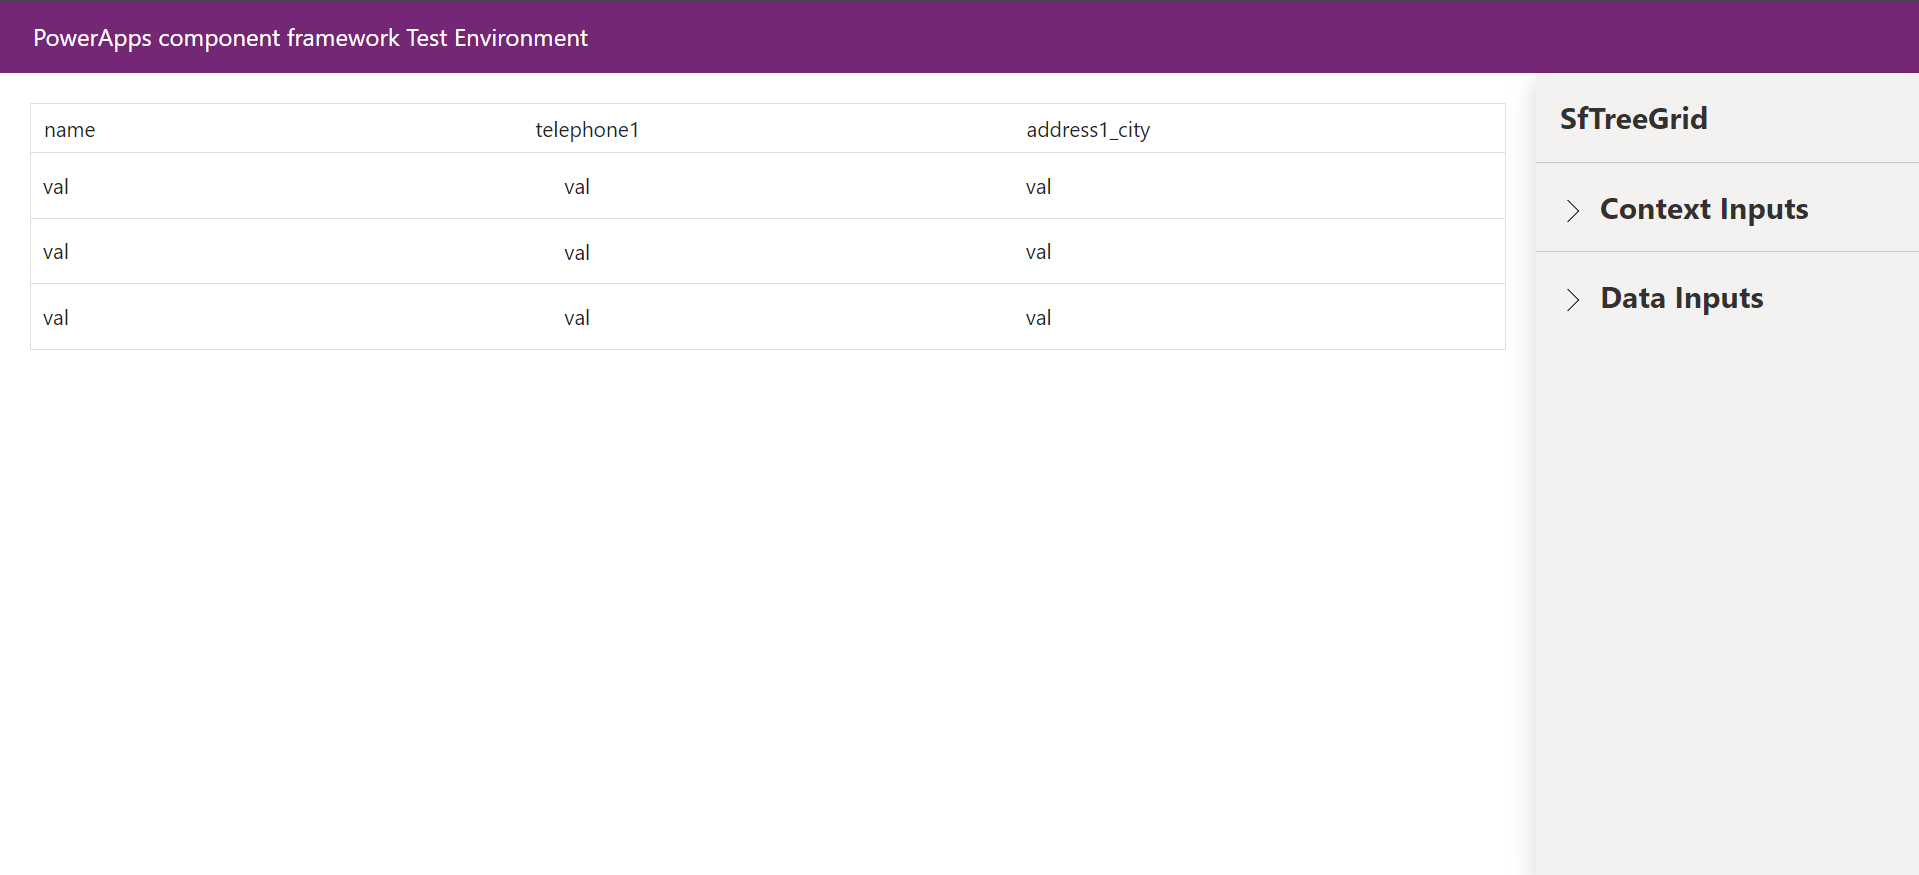 PowerApps component framework Test Environment
name telephone1 address1_city
val val val
val val val
val val val
SfTreeGrid
Context Inputs
Data Inputs